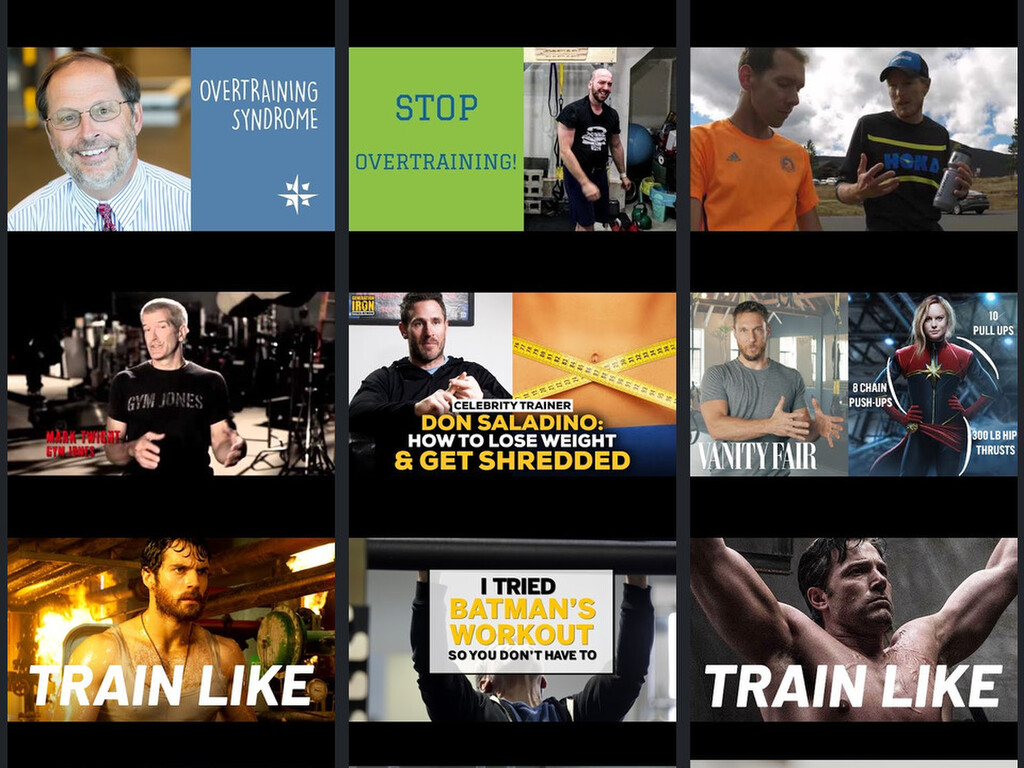 OVERTRAINING
SYNDROME
STOP
OVERTRAINING!
HOKA
GYM JONES
MARK TWIGHT
GYM JONES
GENERATION
IRON
CELEBRITY TRAINER
DON SALADINO:
HOW TO LOSE WEIGHT
& GET SHREDDED
VANITY FAIR
10
PULL UPS
8 CHAIN
PUSH-UPS
300 LB HIP
THRUSTS
TRAIN LIKE
I TRIED
BATMAN'S
WORKOUT
SO YOU DON'T HAVE TO
TRAIN LIKE